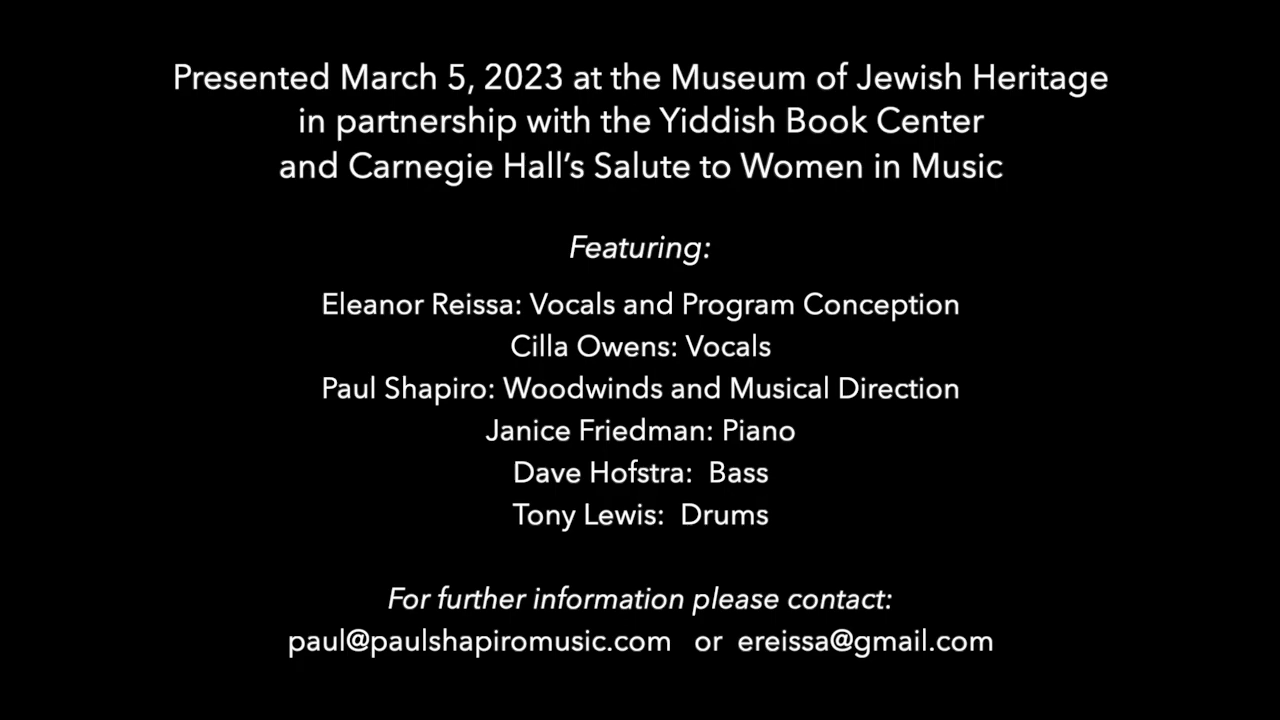 Presented March 5, 2023 at the Museum of Jewish Heritage
in partnership with the Yiddish Book Center
and Carnegie Hall’s Salute to Women in Music
Featuring:
Eleanor Reissa: Vocals and Program Conception
Cilla Owens: Vocals
Paul Shapiro: Woodwinds and Musical Direction
Janice Friedman: Piano
Dave Hofstra:  Bass
Tony Lewis:  Drums
For further information please contact:
paul@paulshapiromusic.com   or  ereissa@gmail.com